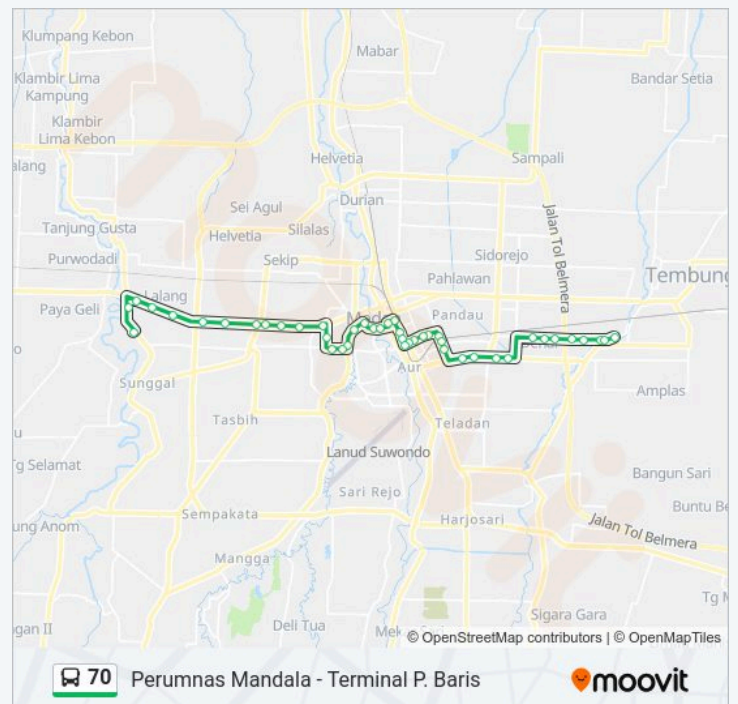 Klumpang Kebon
Mabar
Klambir Lima
Kampung
Bandar Setia
Klambir
Lima Kebon
alang
Helvetia
Sampali
Durian
Sei Agul
Tanjung Gusta
Helvetia
Silalas
Jalan Tol Belmera
Purwodadi
Sekip
Sidorejo
Tembung
Pahlawan
Lalang
Paya Geli
Pandau
Aur
Sunggal
Amplas
Tasbih
Teladan
Lanud Suwondo
Bangun Sari
Sari Rejo
Sempakata
Harjosari
Buntu Be
Jalan Tol Belmera
Mangga
Sigara Gara
Tg M
Deli Tua
© OpenStreetMap contributors | © OpenMapTiles
70 Perumnas Mandala - Terminal P. Baris
moovit